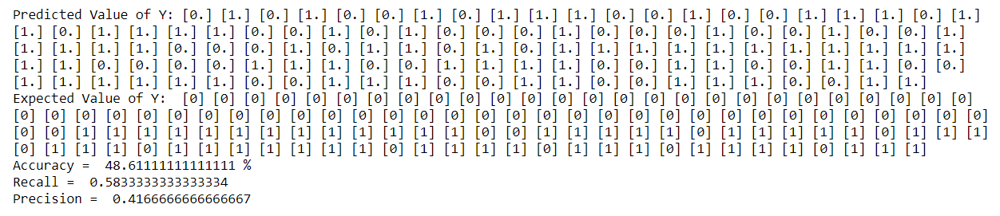 Predicted Value of Y: [0.] [1.] [0.] [1.] [0.] [0.] [1.] [0.] [1.] [1.] [1.] [0.] [0.] [1.] [0.] [0.] [1.] [1.] [1.] [0.] [1.]
[1.] [0.] [1.] [1.] [1.] [1.] [0.] [0.] [1.] [0.] [1.] [0.] [0.] [0.] [1.] [0.] [0.] [0.] [1.] [0.] [0.] [1.] [0.] [0.] [1.]
[1.] [1.] [1.] [1.] [0.] [0.] [0.] [1.] [0.] [1.] [1.] [0.] [1.] [0.] [1.] [1.] [1.] [1.] [1.] [1.] [1.] [1.] [1.] [1.] [1.]
[1.] [1.] [0.] [0.] [0.] [0.] [1.] [1.] [1.] [0.] [0.] [1.] [1.] [1.] [1.] [0.] [0.] [1.] [1.] [0.] [0.] [1.] [1.] [0.] [0.]
[1.] [1.] [1.] [1.] [1.] [1.] [0.] [0.] [1.] [1.] [1.] [0.] [0.] [1.] [1.] [0.] [0.] [1.] [1.] [1.] [0.] [0.] [1.] [1.]
Expected Value of Y:  [0] [0] [0] [0] [0] [0] [0] [0] [0] [0] [0] [0] [0] [0] [0] [0] [0] [0] [0] [0] [0] [0] [0] [0] [0] [0]
[0] [0] [0] [0] [0] [0] [0] [0] [0] [0] [0] [0] [0] [0] [0] [0] [0] [0] [0] [0] [0] [0] [0] [0] [0] [0] [0] [0] [0] [0] [0] [0]
[0] [0] [1] [1] [1] [1] [1] [1] [1] [1] [1] [1] [1] [1] [1] [0] [0] [1] [1] [1] [1] [1] [0] [1] [1] [1] [1] [1] [0] [1] [1] [1]
[0] [1] [1] [1] [0] [1] [1] [1] [1] [1] [1] [1] [0] [1] [1] [1] [1] [0] [1] [1] [1] [0] [1] [1] [1] [1] [0] [1] [1] [1]
Accuracy =  48.61111111111111 %
Recall =  0.5833333333333334
Precision =  0.4166666666666667